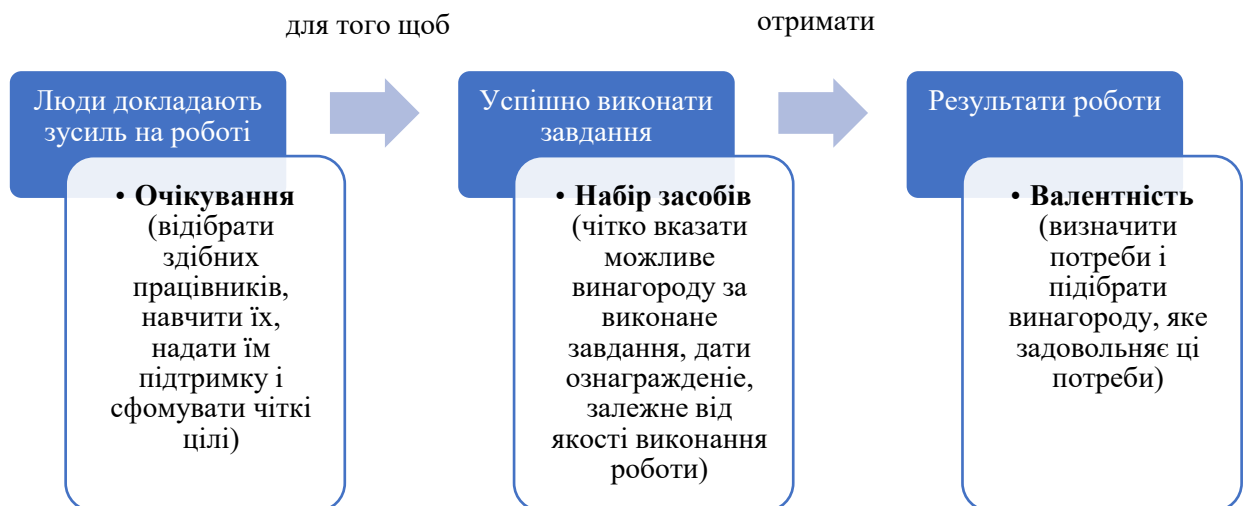 для того щоб
отримати
Люди докладають
зусиль на роботі
• Очікування
(відібрати
здібних
працівників,
навчити їх,
надати їм
підтримку і
сфомувати чіткі
цілі)
Успішно виконати
завдання
• Набір засобів
(чітко вказати
можливе
винагороду за
виконане
завдання, дати
ознагражденіе,
залежне від
якості виконання
роботи)
Результати роботи
• Валентність
(визначити
потреби і
підібрати
винагороду, яке
задовольняє ці
потреби)